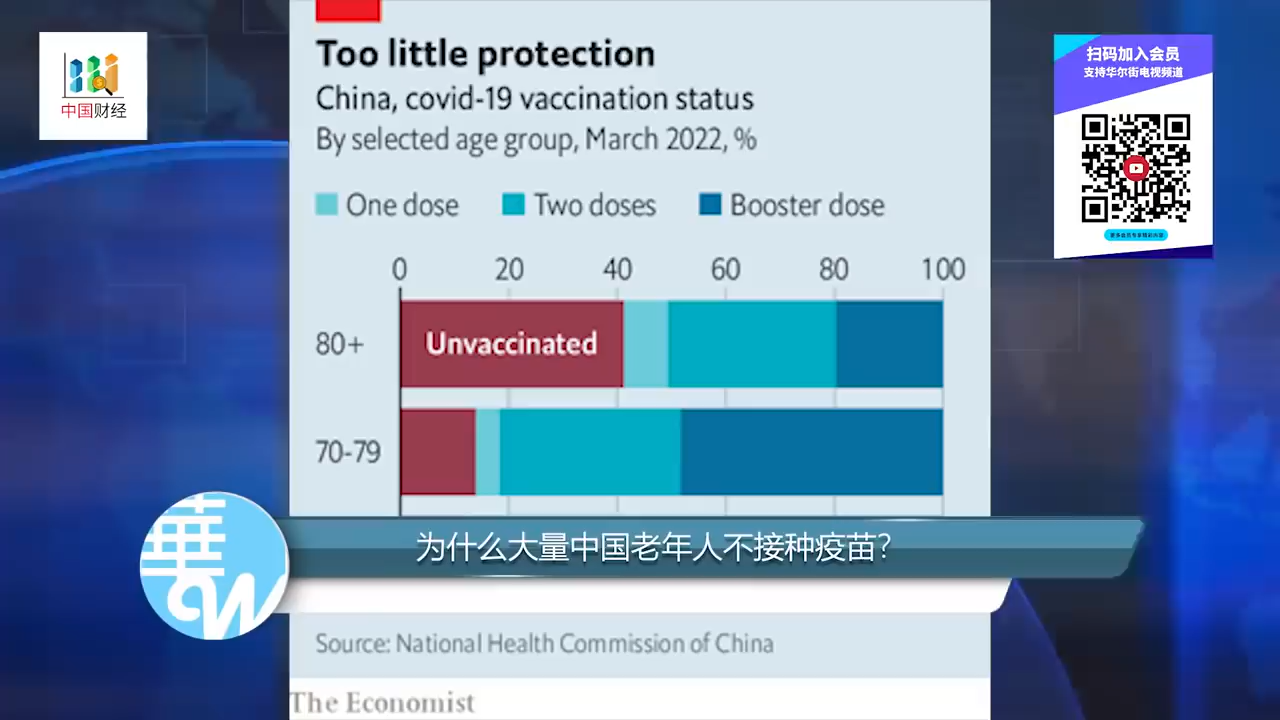 中国财经
Too little protection
China, covid-19 vaccination status
By selected age group, March 2022, %
One dose Two doses Booster dose
0 20 40 60 80 100
80+ Unvaccinated
70-79
扫码加入会员
支持华尔街电视频道
華
W
为什么大量中国老年人不接种疫苗?
Source: National Health Commission of China
The Economist